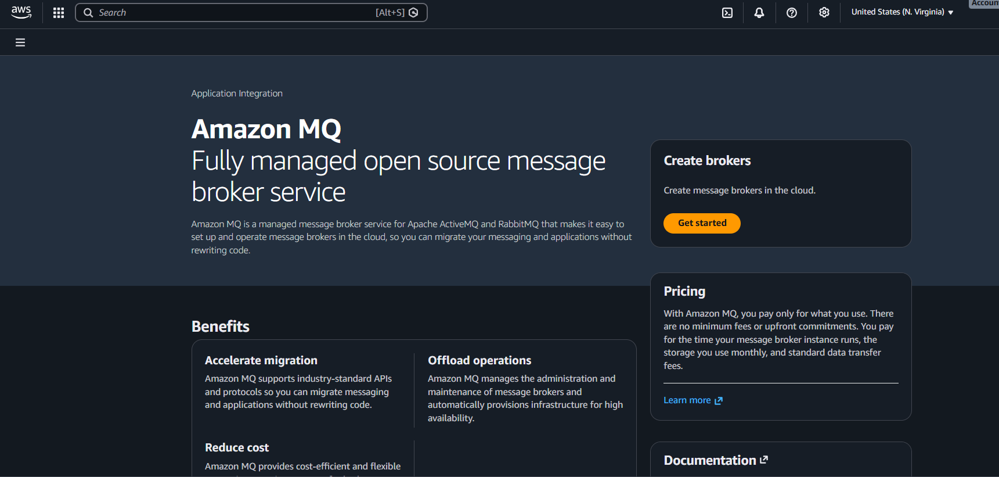 aws
Search
[Alt+S]
United States (N. Virginia)
Application Integration
Amazon MQ
Fully managed open source message
broker service
Amazon MQ is a managed message broker service for Apache ActiveMQ and RabbitMQ that makes it easy to
set up and operate message brokers in the cloud, so you can migrate your messaging and applications without
rewriting code.
Create brokers
Create message brokers in the cloud.
Get started
Pricing
With Amazon MQ, you pay only for what you use. There
are no minimum fees or upfront commitments. You pay
for the time your message broker instance runs, the
storage you use monthly, and standard data transfer
fees.
Learn more
Benefits
Accelerate migration
Amazon MQ supports industry-standard APIs
and protocols so you can migrate messaging
and applications without rewriting code.
Offload operations
Amazon MQ manages the administration and
maintenance of message brokers and
automatically provisions infrastructure for high
availability.
Reduce cost
Amazon MQ provides cost-efficient and flexible
Documentation